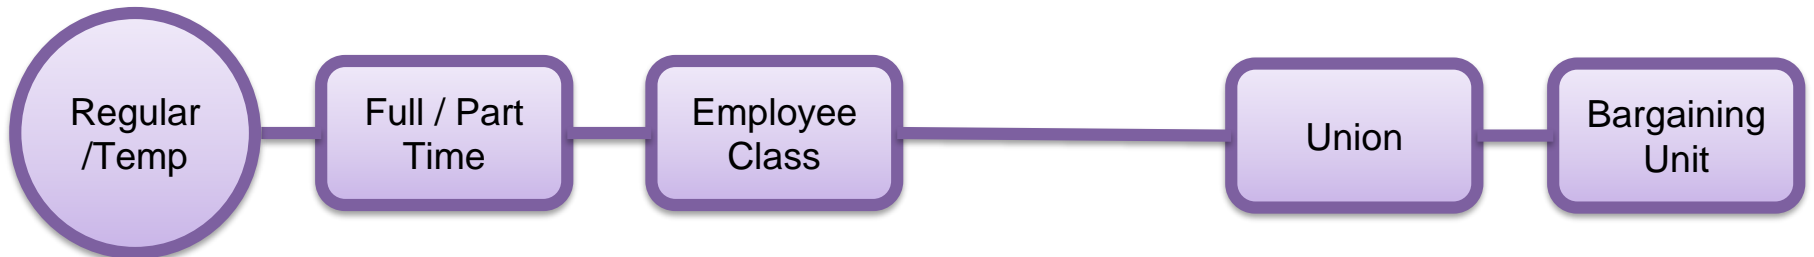 Regular
/Temp
Full / Part
Time
Employee
Class
Union
Bargaining
Unit